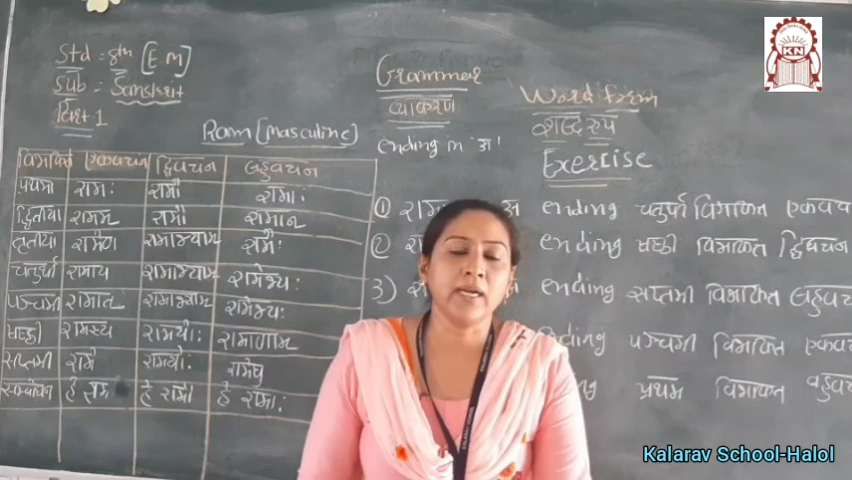 Std = 8th [E.M]
Sub = Sanskrit
Grammer
व्याकरण
Word from
शब्द रुप
Ram [masculine]
ending in 'अ'
Exercise
विभक्ति एकवचन द्विवचन बहुवचन
प्रथमा रामः रामौ रामाः
द्वितीया रामम रामौ रामान
तृतीया रामेण रामाभ्याम रामैः
चतुर्थी रामाय रामाभ्याम रामेभ्यः
पञ्चमी रामात रामाभ्याम रामेभ्यः
षष्ठी रामस्य रामयोः रामाणाम
सप्तमी रामे रामयोः रामेषु
सम्बोधन हे राम हे रामौ हे रामाः
① अ ending चतुर्थी विभक्ति एकवच
② ending षष्ठी विभक्ति द्विवचन
3) ending सप्तमी विभक्ति बहुवच
ending पञ्चमी विभक्ति एकवच
प्रथम विभक्ति बहुवच
KN
Kalarav School-Halol